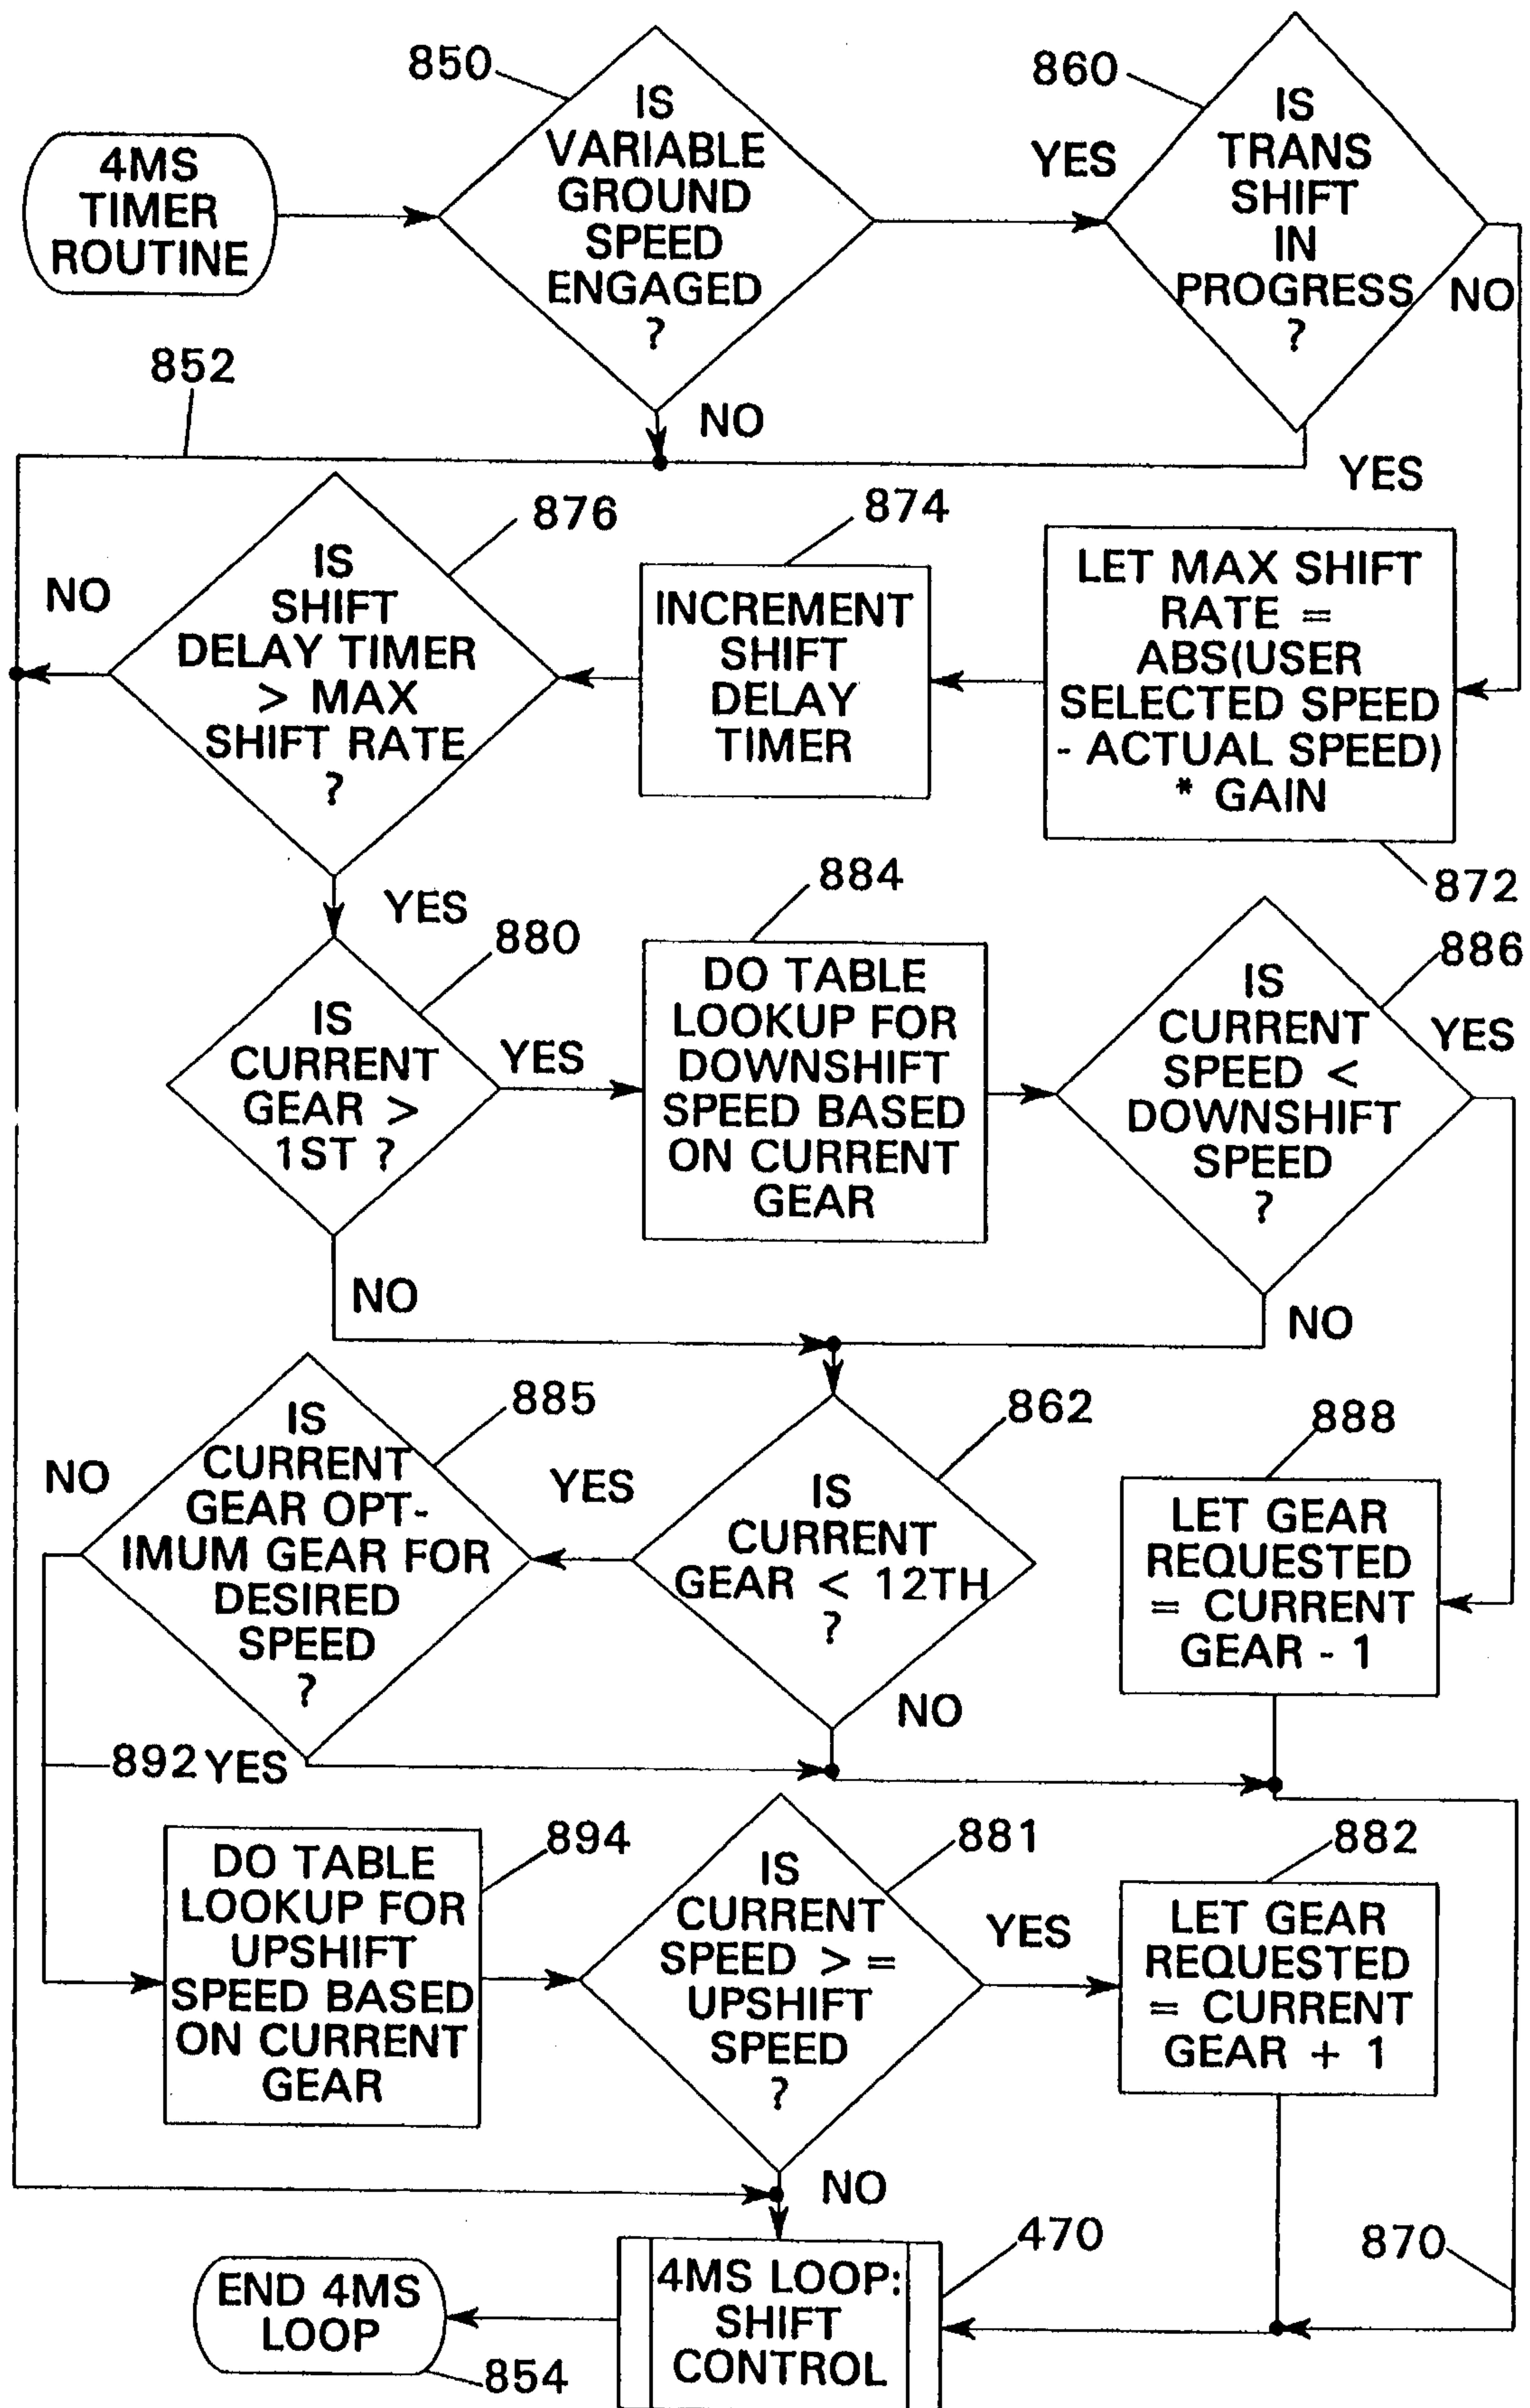 850
860
4MS
TIMER
ROUTINE
IS
VARIABLE
GROUND
SPEED
ENGAGED
?
YES
IS
TRANS
SHIFT
IN
PROGRESS
?
NO
852
NO
YES
876
874
NO
IS
SHIFT
DELAY TIMER
> MAX
SHIFT RATE
?
INCREMENT
SHIFT
DELAY
TIMER
LET MAX SHIFT
RATE =
ABS(USER
SELECTED SPEED
- ACTUAL SPEED)
* GAIN
872
YES
880
884
886
IS
CURRENT
GEAR >
1ST ?
YES
DO TABLE
LOOKUP FOR
DOWNSHIFT
SPEED BASED
ON CURRENT
GEAR
IS
CURRENT
SPEED <
DOWNSHIFT
SPEED
?
YES
NO
NO
885
862
888
NO
IS
CURRENT
GEAR OPT-
IMUM GEAR FOR
DESIRED
SPEED
?
YES
IS
CURRENT
GEAR < 12TH
?
LET GEAR
REQUESTED
= CURRENT
GEAR - 1
NO
892 YES
894
881
882
DO TABLE
LOOKUP FOR
UPSHIFT
SPEED BASED
ON CURRENT
GEAR
IS
CURRENT
SPEED > =
UPSHIFT
SPEED
?
YES
LET GEAR
REQUESTED
= CURRENT
GEAR + 1
NO
470
870
END 4MS
LOOP
854
4MS LOOP:
SHIFT
CONTROL